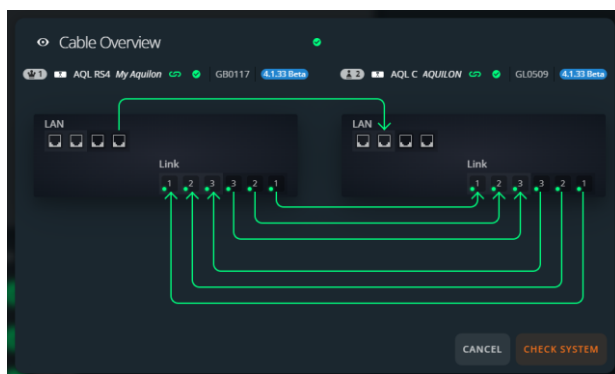 Cable Overview
1 AQL RS4 My Aquilon GB0117 4.1.33 Beta
2 AQL C AQUILON GL0509 4.1.33 Beta
LAN
LAN
Link
Link
1 2 3 3 2 1
1 2 3 3 2 1
CANCEL CHECK SYSTEM